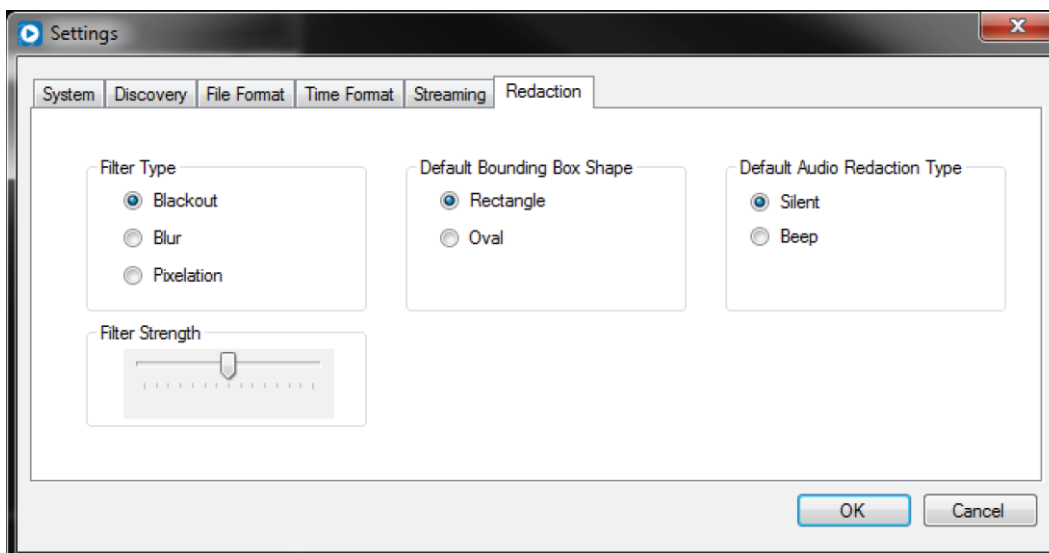 Settings
System Discovery File Format Time Format Streaming Redaction
Filter Type
Blackout
Blur
Pixelation
Default Bounding Box Shape
Rectangle
Oval
Default Audio Redaction Type
Silent
Beep
Filter Strength
OK Cancel